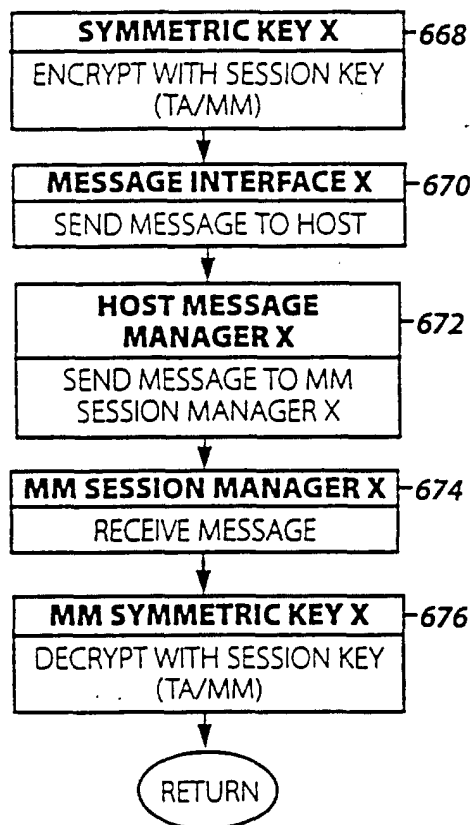 SYMMETRIC KEY X 668
ENCRYPT WITH SESSION KEY
(TA/MM)
MESSAGE INTERFACE X 670
SEND MESSAGE TO HOST
HOST MESSAGE
MANAGER X 672
SEND MESSAGE TO MM
SESSION MANAGER X
MM SESSION MANAGER X 674
RECEIVE MESSAGE
MM SYMMETRIC KEY X 676
DECRYPT WITH SESSION KEY
(TA/MM)
RETURN